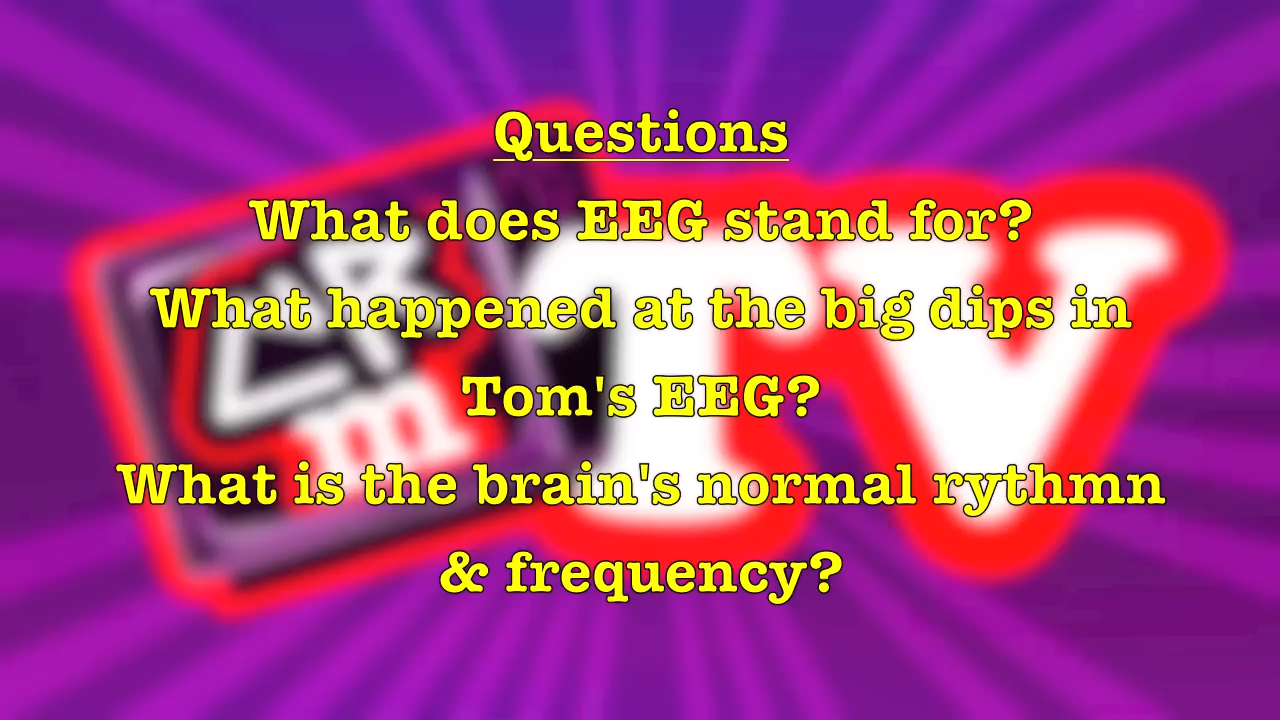 Questions
What does EEG stand for?
What happened at the big dips in
Tom's EEG?
What is the brain's normal rythmn
& frequency?
TV
m